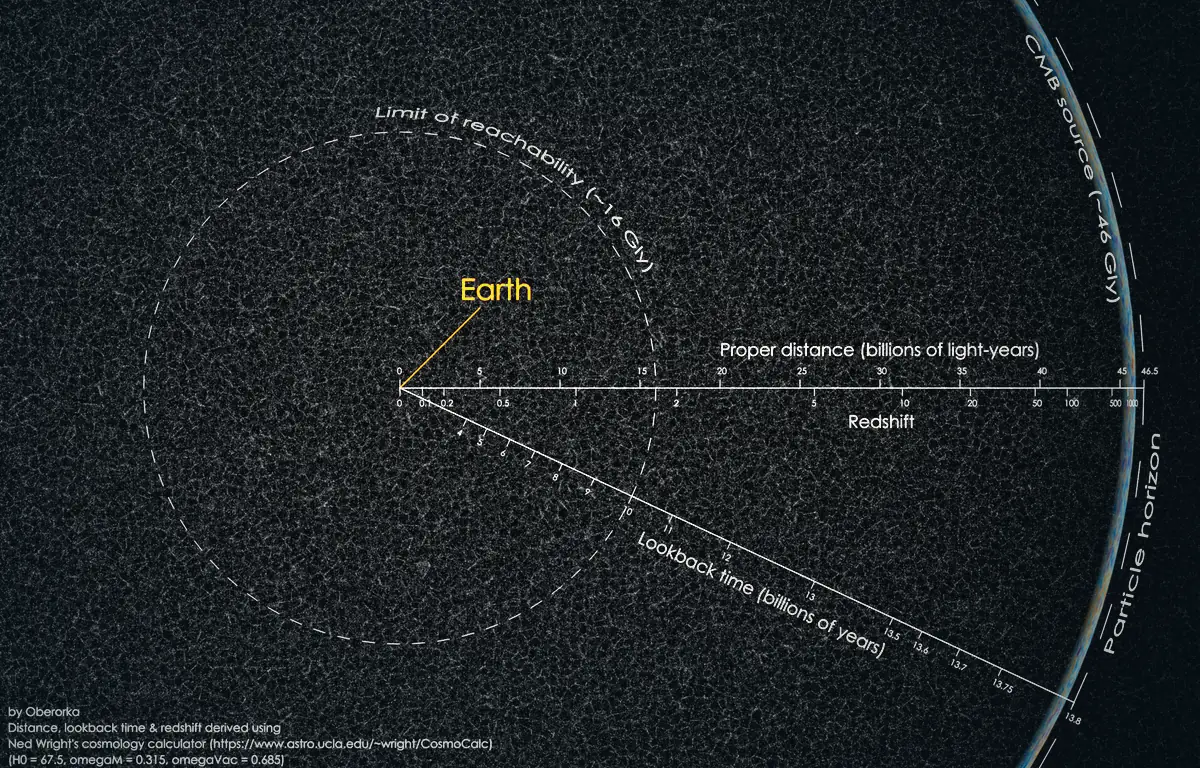 CMB source (~46 Gly)
Limit of reachability (~16 Gly)
Earth
Proper distance (billions of light-years)
0 5 10 15 20 25 30 35 40 45 46.5
0 0.1 0.2 0.5 1 2 5 10 20 50 100 500
Redshift
4 5 6 7 8 9 10 11 12 13 13.5 13.6 13.7 13.75 13.8
Lookback time (billions of years)
Particle horizon
by Oberorka
Distance, lookback time & redshift derived using
Ned Wright's cosmology calculator (https://www.astro.ucla.edu/~wright/CosmoCalc)
(H0 = 67.5, omegaM = 0.315, omegaVac = 0.685)